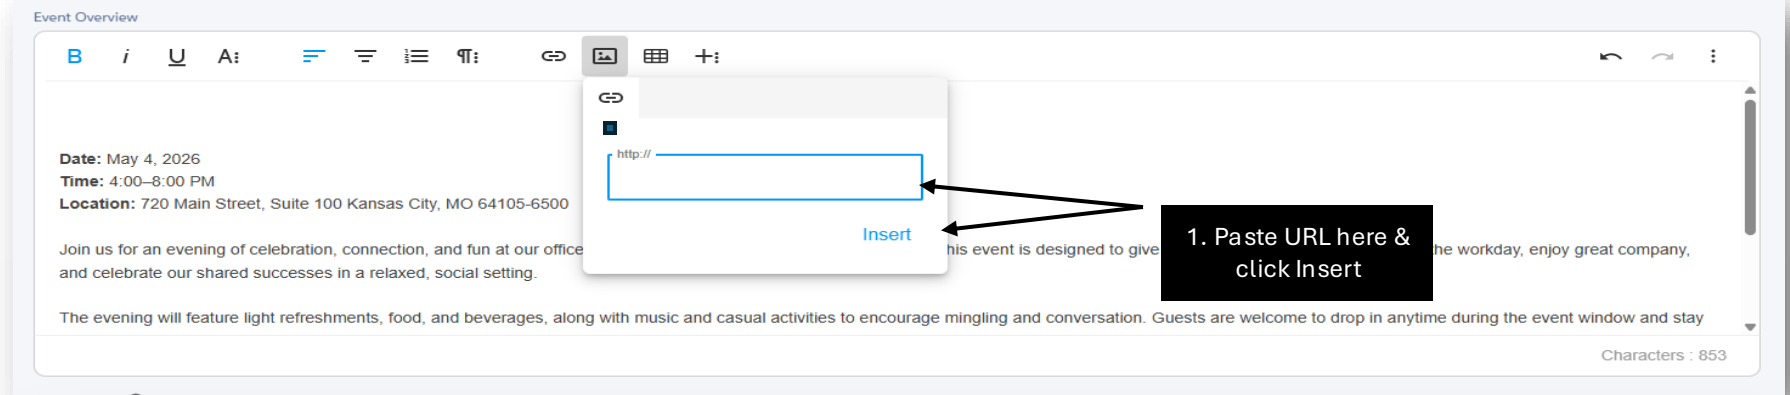 Event Overview
B i U A:
http://
Date: May 4, 2026
Time: 4:00–8:00 PM
Location: 720 Main Street, Suite 100 Kansas City, MO 64105-6500
Insert
1. Paste URL here &
click Insert
Join us for an evening of celebration, connection, and fun at our office his event is designed to give he workday, enjoy great company,
and celebrate our shared successes in a relaxed, social setting.
The evening will feature light refreshments, food, and beverages, along with music and casual activities to encourage mingling and conversation. Guests are welcome to drop in anytime during the event window and stay
Characters : 853